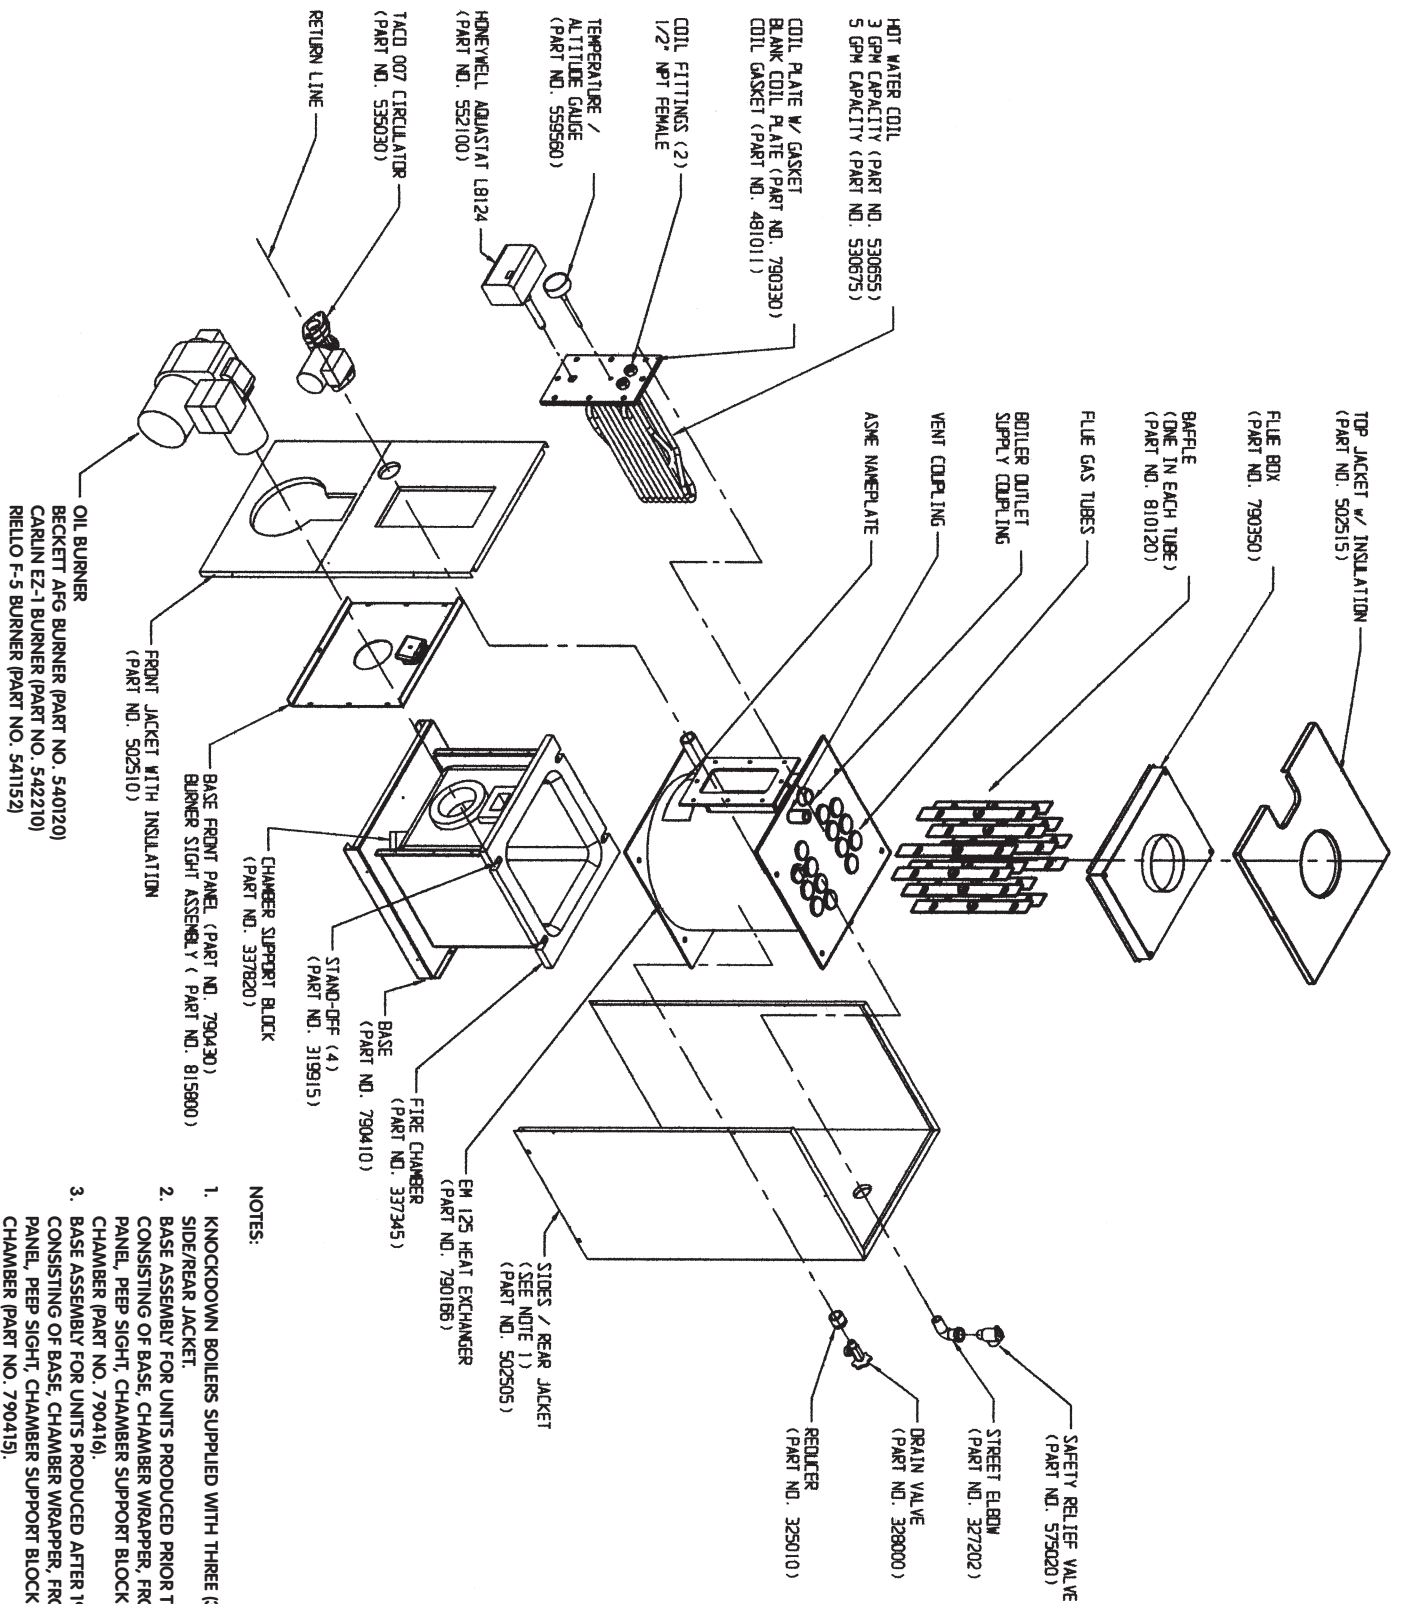 TOP JACKET w/ INSULATION
(PART NO. 502515)
FLUE BOX
(PART NO. 790350)
BAFFLE
(ONE IN EACH TUBE)
(PART NO. 810120)
FLUE GAS TUBES
BOILER OUTLET
SUPPLY COUPLING
VENT COUPLING
ASME NAMEPLATE
HOT WATER COIL
3 GPM CAPACITY (PART NO. 530655)
5 GPM CAPACITY (PART NO. 530675)
COIL PLATE W/ GASKET
BLANK COIL PLATE (PART NO. 790330)
COIL GASKET (PART NO. 481011)
COIL FITTINGS (2)
1/2" NPT FEMALE
TEMPERATURE /
ALTITUDE GAUGE
(PART NO. 559560)
HONEYWELL AQUASTAT L8124
(PART NO. 552100)
TACO 007 CIRCULATOR
(PART NO. 535030)
RETURN LINE
SAFETY RELIEF VALVE
(PART NO. 575020)
STREET ELBOW
(PART NO. 327202)
DRAIN VALVE
(PART NO. 328000)
REDUCER
(PART NO. 325010)
SIDES / REAR JACKET
(SEE NOTE 1)
(PART NO. 502505)
EM 125 HEAT EXCHANGER
(PART NO. 790166)
FIRE CHAMBER
(PART NO. 337345)
BASE
(PART NO. 790410)
STAND-OFF (4)
(PART NO. 319915)
CHAMBER SUPPORT BLOCK
(PART NO. 337820)
BASE FRONT PANEL (PART NO. 790430)
BURNER SIGHT ASSEMBLY ( PART NO. 815800)
FRONT JACKET WITH INSULATION
(PART NO. 502510)
OIL BURNER
BECKETT AFG BURNER (PART NO. 540120)
CARLIN EZ-1 BURNER (PART NO. 542210)
RIELLO F-5 BURNER (PART NO. 541152)
NOTES:
1. KNOCKDOWN BOILERS SUPPLIED WITH THREE
SIDE/REAR JACKET.
2. BASE ASSEMBLY FOR UNITS PRODUCED PRIOR
CONSISTING OF BASE, CHAMBER WRAPPER,
PANEL, PEEP SIGHT, CHAMBER SUPPORT BLOCK
CHAMBER (PART NO. 790416).
3. BASE ASSEMBLY FOR UNITS PRODUCED AFTER
CONSISTING OF BASE, CHAMBER WRAPPER,
PANEL, PEEP SIGHT, CHAMBER SUPPORT BLOCK
CHAMBER (PART NO. 790415).